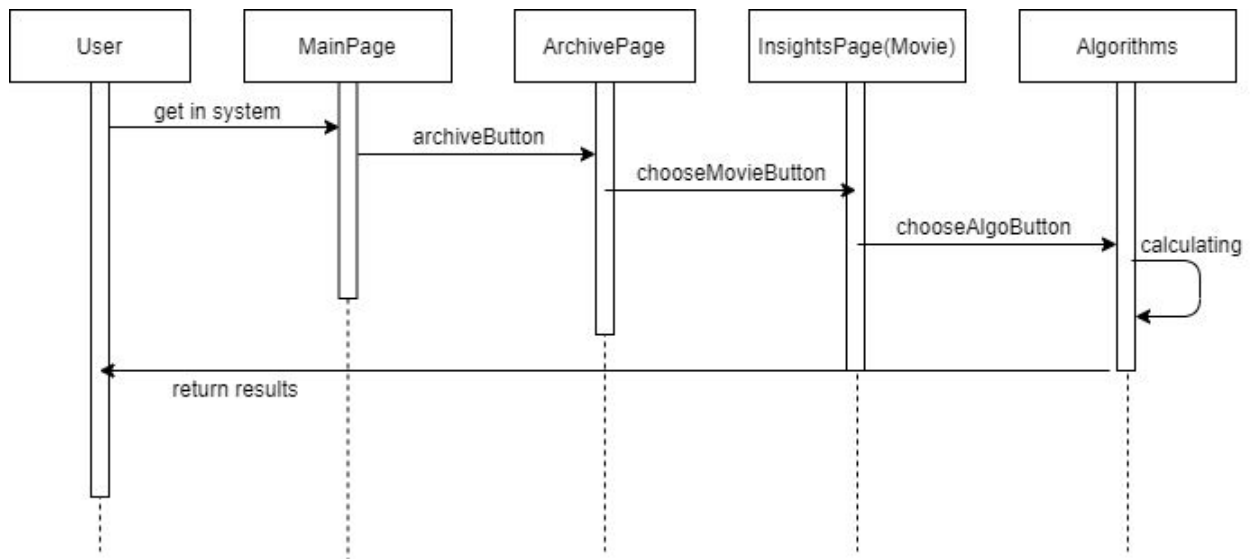 User
MainPage
ArchivePage
InsightsPage(Movie)
Algorithms
get in system
archiveButton
chooseMovieButton
chooseAlgoButton
calculating
return results